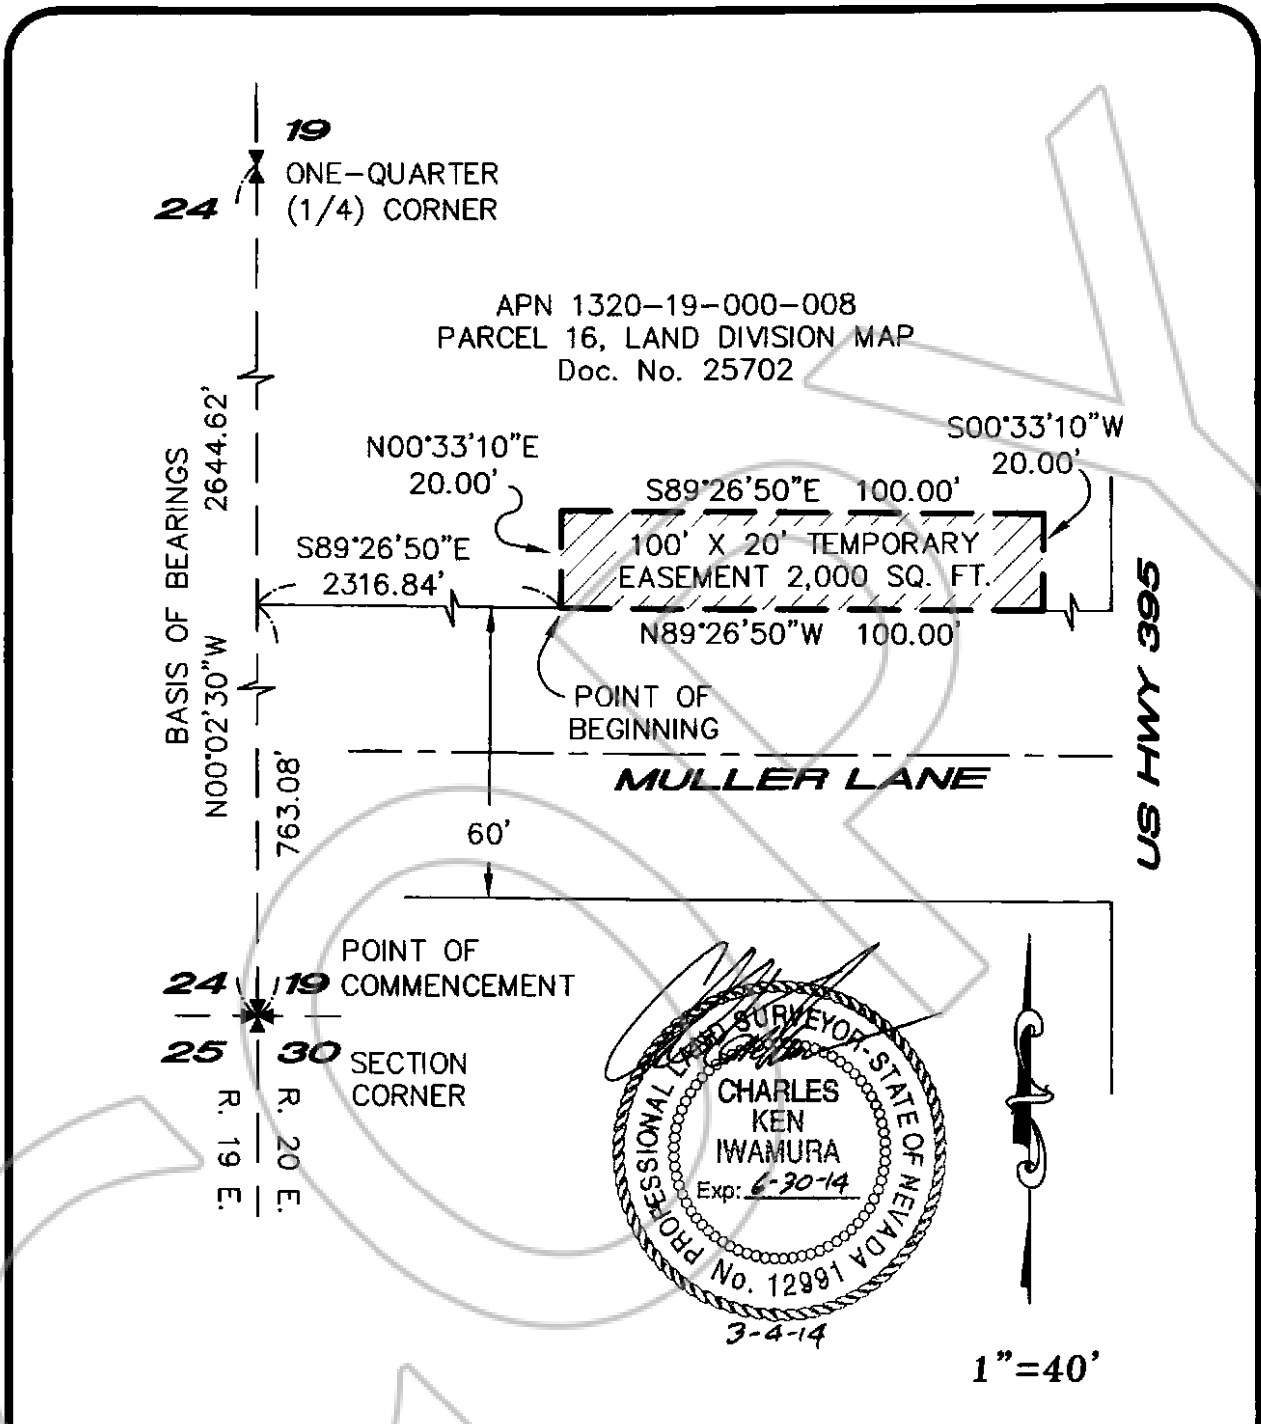 19
ONE-QUARTER
24
(1/4) CORNER
APN 1320-19-000-008
PARCEL 16, LAND DIVISION MAP
Doc. No. 25702
BASIS OF BEARINGS
N00°02'30"W 2644.62'
N00°33'10"E
20.00'
S00°33'10"W
20.00'
S89°26'50"E 100.00'
100' X 20' TEMPORARY
EASEMENT 2,000 SQ. FT.
S89°26'50"E
2316.84'
N89°26'50"W 100.00'
POINT OF
BEGINNING
MULLER LANE
US HWY 395
763.08'
60'
POINT OF
COMMENCEMENT
24 19
25 30
SECTION
CORNER
R. 19 E.
R. 20 E.
PROFESSIONAL LAND SURVEYOR-STATE OF NEVADA
CHARLES
KEN
IWAMURA
Exp: 6-30-14
No. 12991
3-4-14
1"=40'
COPY